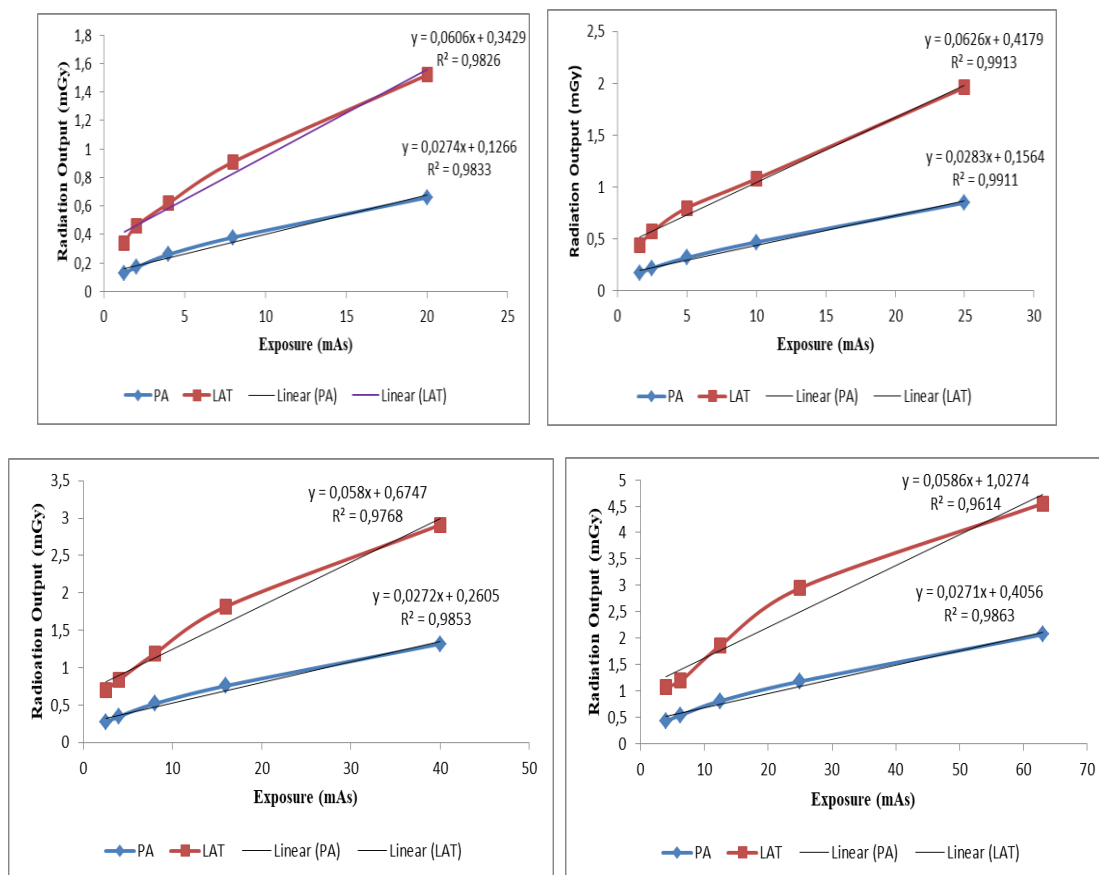 y = 0,0606x + 0,3429
R² = 0,9826
y = 0,0274x + 0,1266
R² = 0,9833
Radiation Output (mGy)
1,8
1,6
1,4
1,2
1
0,8
0,6
0,4
0,2
0
0 5 10 15 20 25
Exposure (mAs)
PA LAT Linear (PA) Linear (LAT)
y = 0,0626x + 0,4179
R² = 0,9913
y = 0,0283x + 0,1564
R² = 0,9911
Radiation Output (mGy)
2,5
2
1,5
1
0,5
0
0 5 10 15 20 25 30
Exposure (mAs)
PA LAT Linear (PA) Linear (LAT)
y = 0,058x + 0,6747
R² = 0,9768
y = 0,0272x + 0,2605
R² = 0,9853
Radioation Output (mGy)
3,5
3
2,5
2
1,5
1
0,5
0
0 10 20 30 40 50
Exposure (mAs)
PA LAT Linear (PA) Linear (LAT)
y = 0,0586x + 1,0274
R² = 0,9614
y = 0,0271x + 0,4056
R² = 0,9863
Radiation Output (mGy)
5
4,5
4
3,5
3
2,5
2
1,5
1
0,5
0
0 10 20 30 40 50 60 70
Exposure (mAs)
PA LAT Linear (PA) Linear (LAT)